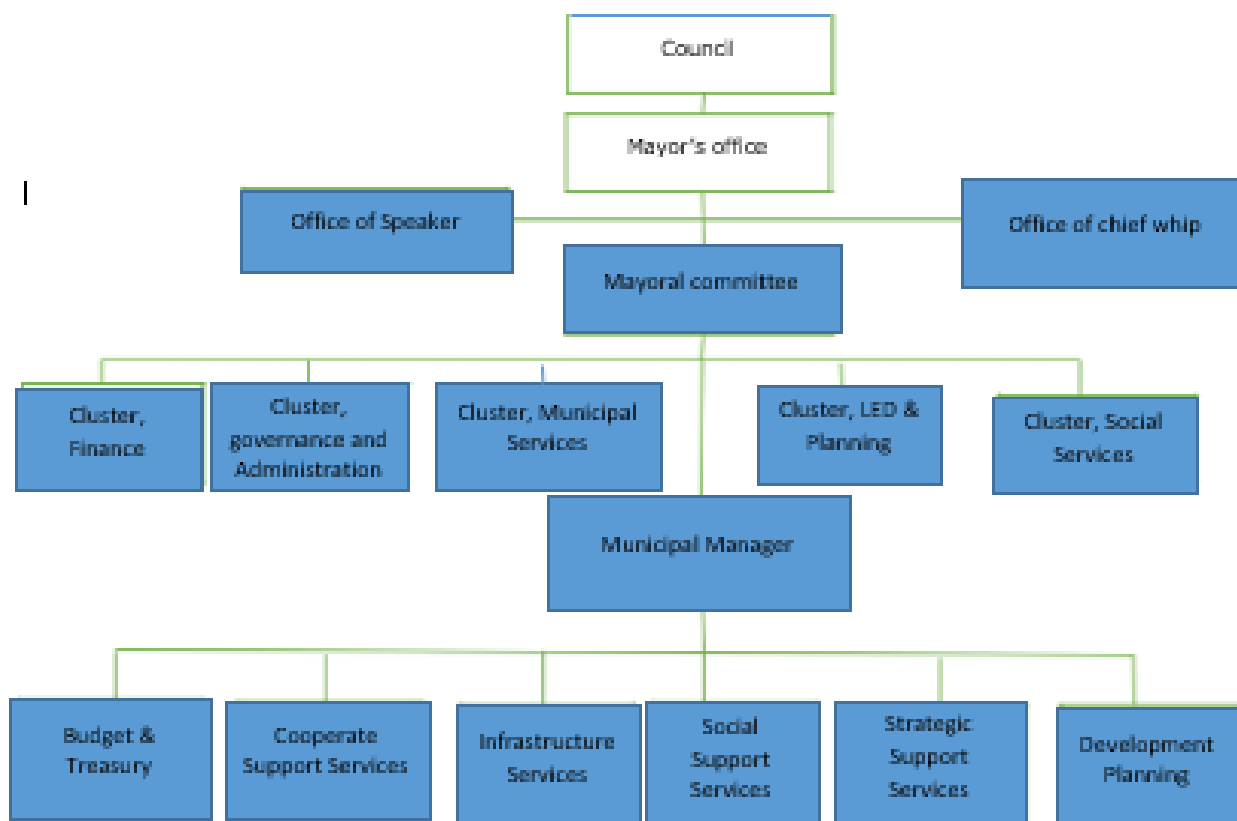 Council
Mayor's office
Office of Speaker
Office of chief whip
Mayoral committee
Cluster,
Finance
Cluster,
governance and
Administration
Cluster, Municipal
Services
Cluster, LED &
Planning
Cluster, Social
Services
Municipal Manager
Budget &
Treasury
Cooperate
Support Services
Infrastructure
Services
Social
Support
Services
Strategic
Support
Services
Development
Planning